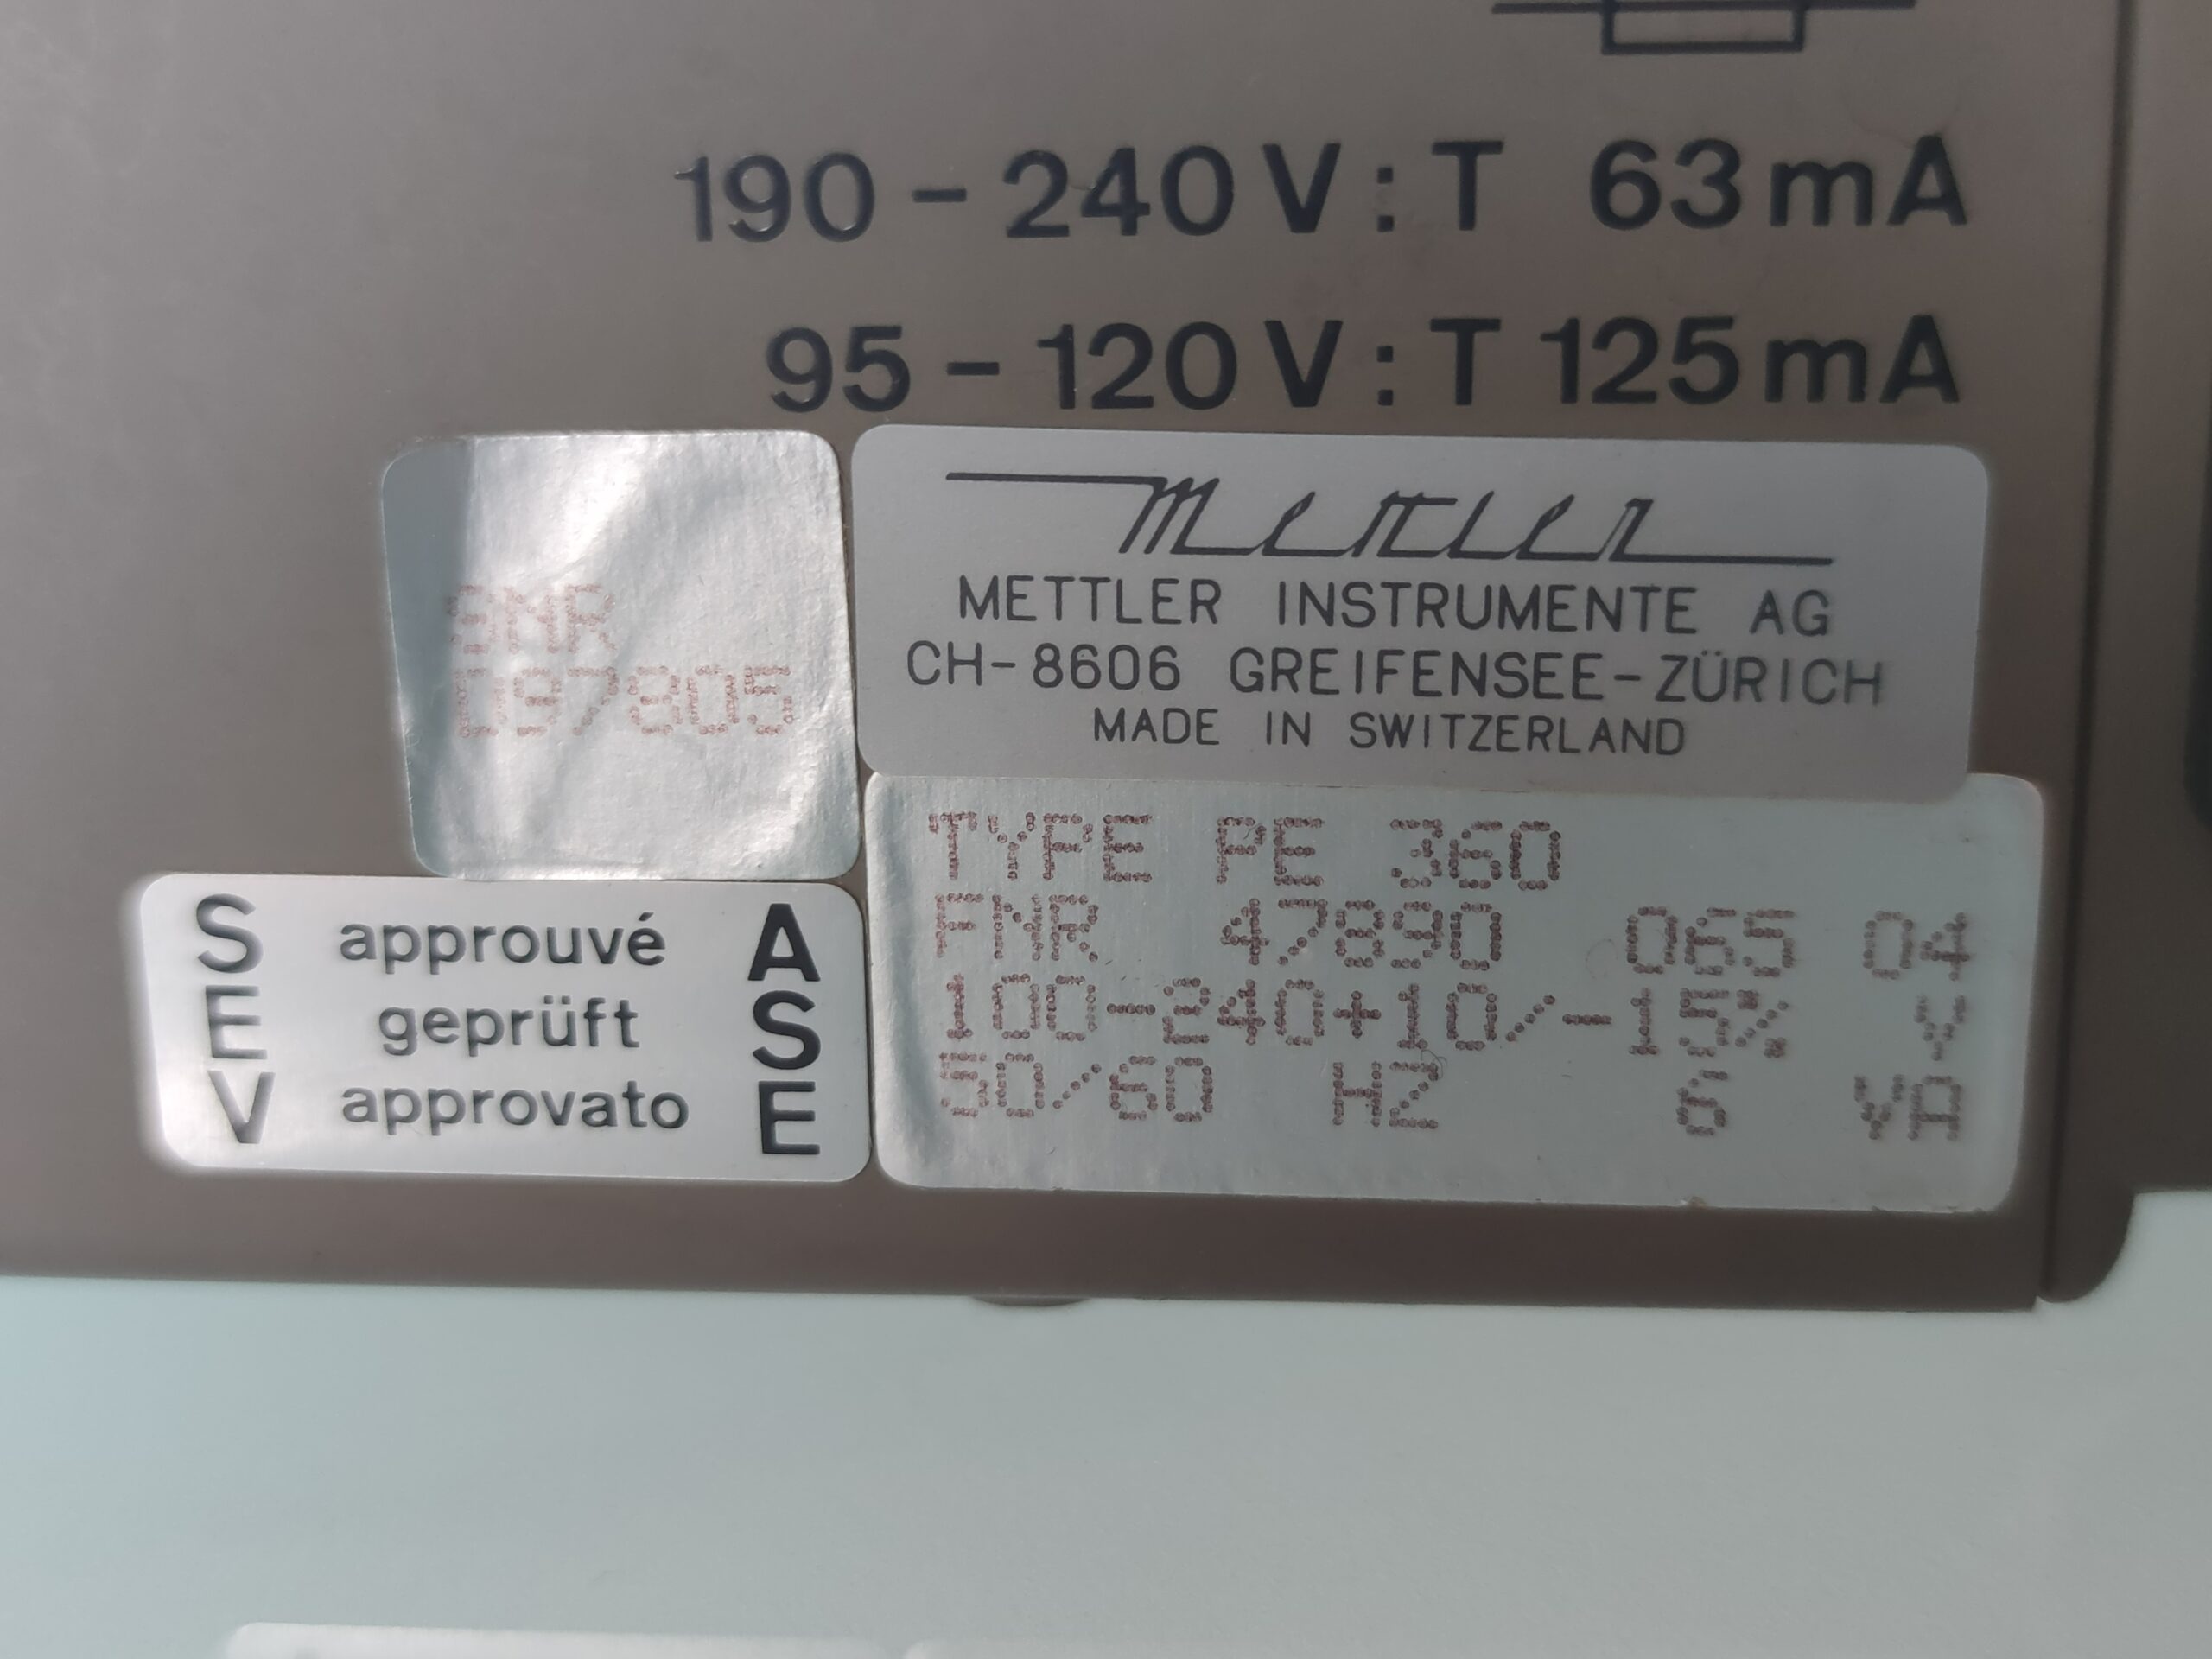 190 - 240 V : T 63 mA
95 - 120 V : T 125 mA
SNR
097805
Mettler
METTLER INSTRUMENTE AG
CH-8606 GREIFENSEE-ZÜRICH
MADE IN SWITZERLAND
S approuvé A
E geprüft S
V approvato E
TYPE PE 360
FNR 47890 065 04
100-240+10/-15% V
50/60 HZ 6 VA